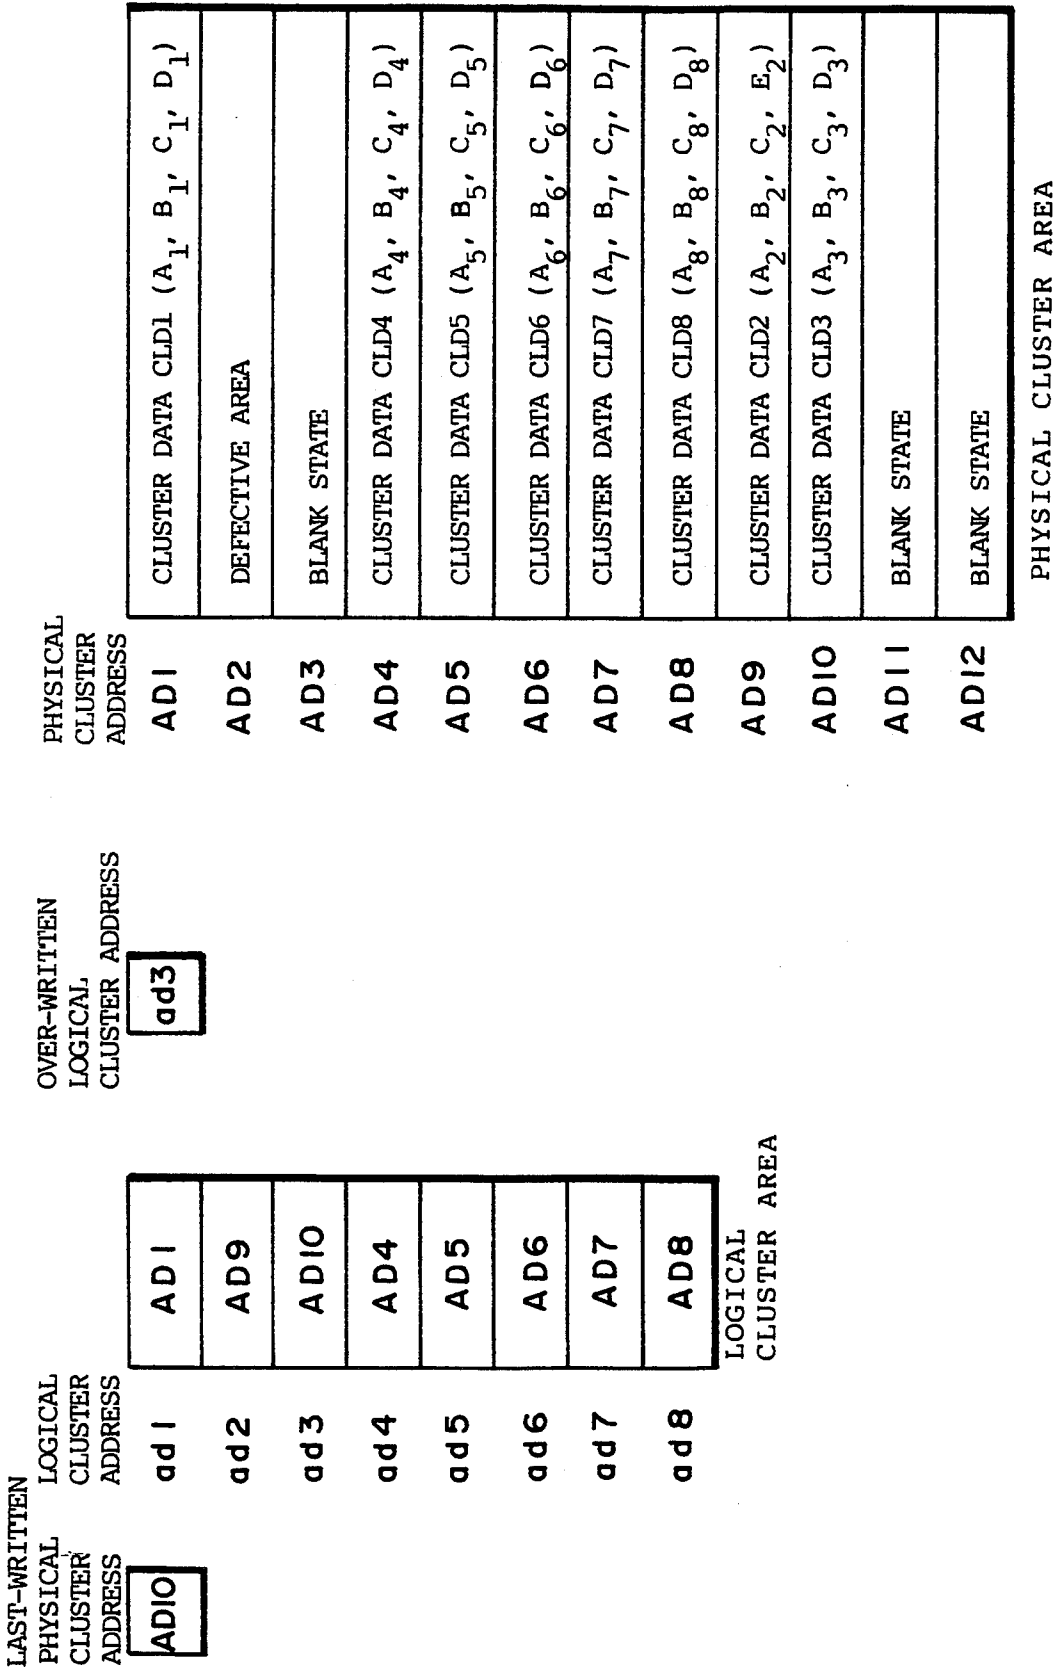 LAST-WRITTEN
PHYSICAL
CLUSTER
ADDRESS
AD10
LOGICAL
CLUSTER
ADDRESS
ad1 AD1
ad2 AD9
ad3 AD10
ad4 AD4
ad5 AD5
ad6 AD6
ad7 AD7
ad8 AD8
LOGICAL
CLUSTER AREA
OVER-WRITTEN
LOGICAL
CLUSTER ADDRESS
ad3
PHYSICAL
CLUSTER
ADDRESS
AD1 CLUSTER DATA CLD1 (A1, B1, C1, D1)
AD2 DEFECTIVE AREA
AD3 BLANK STATE
AD4 CLUSTER DATA CLD4 (A4, B4, C4, D4)
AD5 CLUSTER DATA CLD5 (A5, B5, C5, D5)
AD6 CLUSTER DATA CLD6 (A6, B6, C6, D6)
AD7 CLUSTER DATA CLD7 (A7, B7, C7, D7)
AD8 CLUSTER DATA CLD8 (A8, B8, C8, D8)
AD9 CLUSTER DATA CLD2 (A2, B2, C2, E2)
AD10 CLUSTER DATA CLD3 (A3, B3, C3, D3)
AD11 BLANK STATE
AD12 BLANK STATE
PHYSICAL CLUSTER AREA